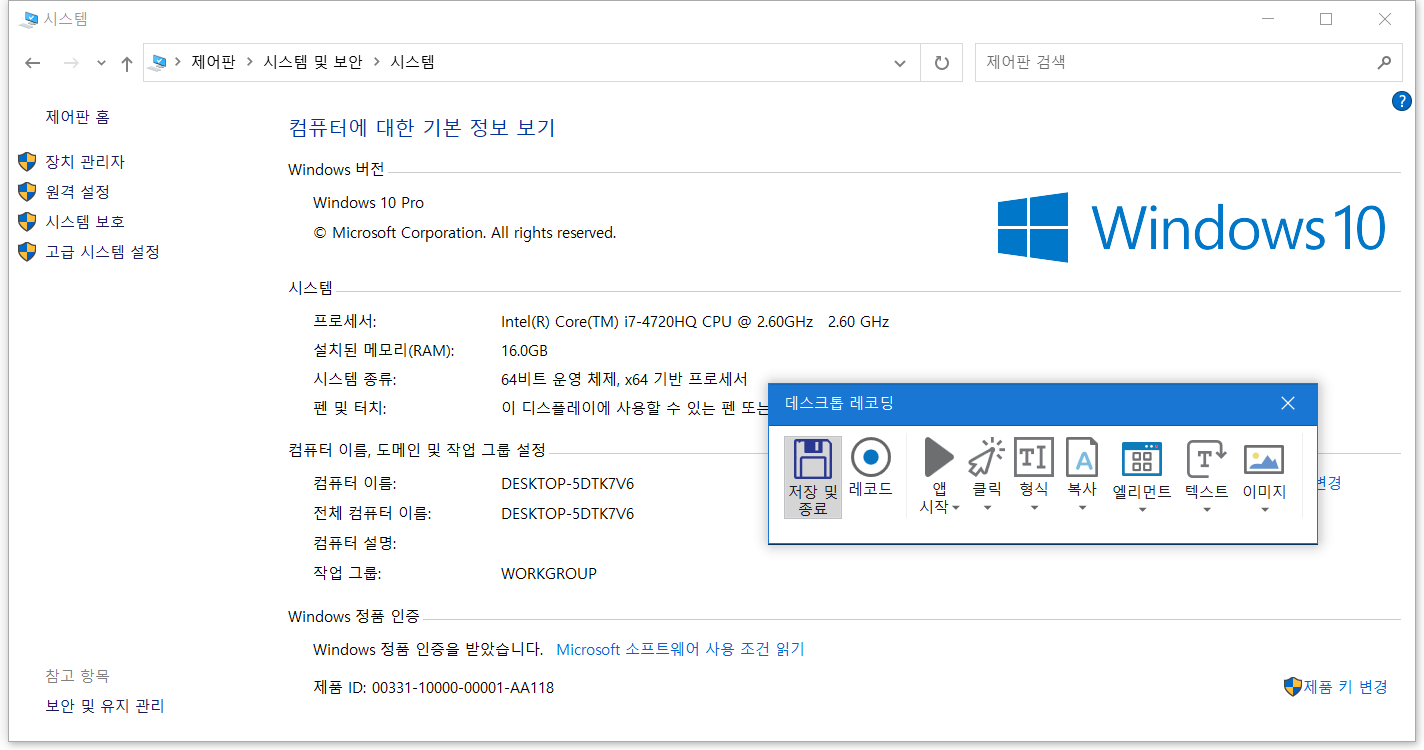 시스템
제어판 > 시스템 및 보안 > 시스템
제어판 검색
?
제어판 홈
장치 관리자
원격 설정
시스템 보호
고급 시스템 설정
참고 항목
보안 및 유지 관리
컴퓨터에 대한 기본 정보 보기
Windows 버전
Windows 10 Pro
© Microsoft Corporation. All rights reserved.
Windows 10
시스템
프로세서: Intel(R) Core(TM) i7-4720HQ CPU @ 2.60GHz 2.60 GHz
설치된 메모리(RAM): 16.0GB
시스템 종류: 64비트 운영 체제, x64 기반 프로세서
펜 및 터치: 이 디스플레이에 사용할 수 있는 펜 또는
컴퓨터 이름, 도메인 및 작업 그룹 설정
컴퓨터 이름: DESKTOP-5DTK7V6
변경
전체 컴퓨터 이름: DESKTOP-5DTK7V6
컴퓨터 설명:
작업 그룹: WORKGROUP
Windows 정품 인증
Windows 정품 인증을 받았습니다. Microsoft 소프트웨어 사용 조건 읽기
제품 ID: 00331-10000-00001-AA118
제품 키 변경
데스크톱 레코딩
저장 및
종료
레코드
앱
시작
클릭
형식
복사
엘리먼트
텍스트
이미지